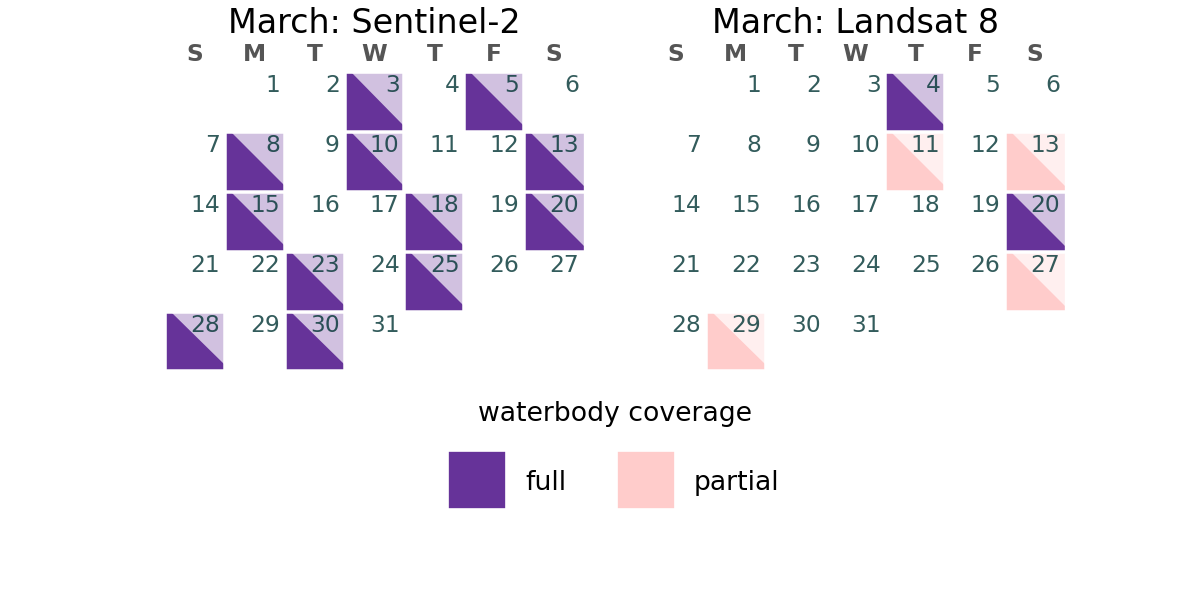 March: Sentinel-2
S M T W T F S
1 2 3 4 5 6
7 8 9 10 11 12 13
14 15 16 17 18 19 20
21 22 23 24 25 26 27
28 29 30 31
March: Landsat 8
S M T W T F S
1 2 3 4 5 6
7 8 9 10 11 12 13
14 15 16 17 18 19 20
21 22 23 24 25 26 27
28 29 30 31
waterbody coverage
full partial